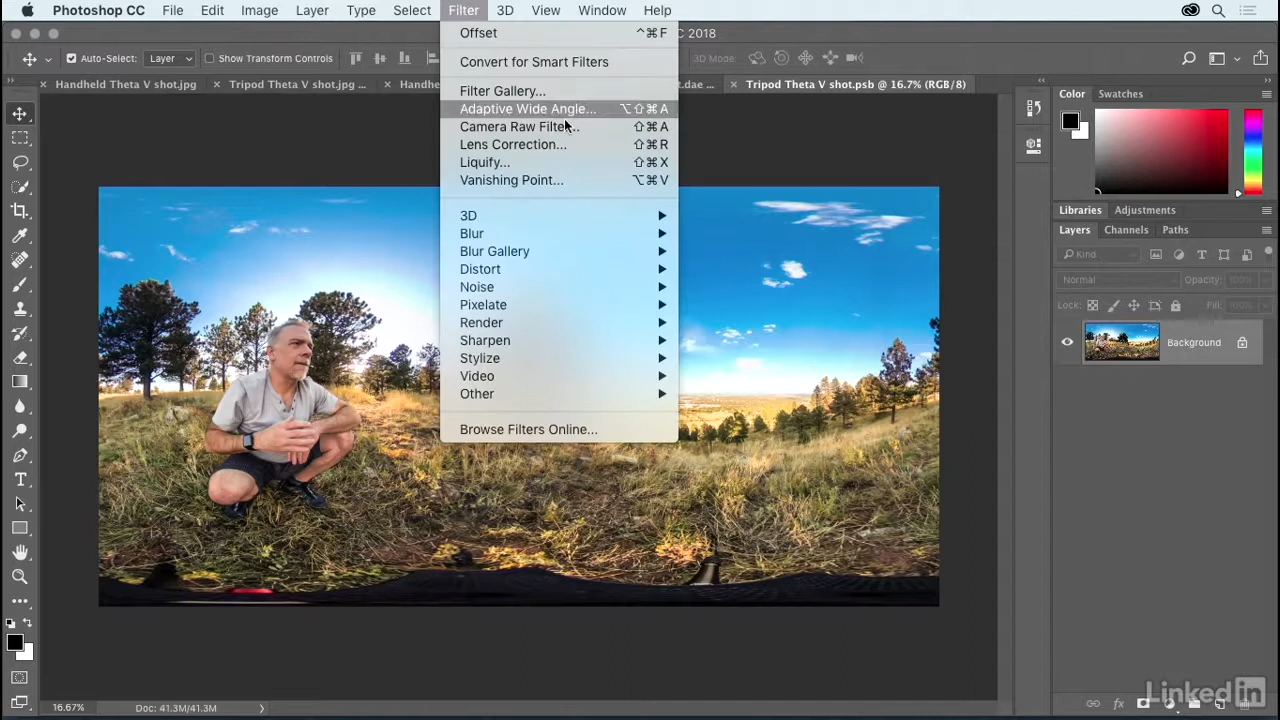 Photoshop CC File Edit Image Layer Type Select Filter 3D View Window Help
CC 2018
Auto-Select: Layer Show Transform Controls 3D Mode:
Handheld Theta V shot.jpg Tripod Theta V shot.jpg ... Handhe .dae ... Tripod Theta V shot.psb @ 16.7% (RGB/8)
Offset ^⌘F
Convert for Smart Filters
Filter Gallery...
Adaptive Wide Angle... ⌥⇧⌘A
Camera Raw Filter... ⇧⌘A
Lens Correction... ⇧⌘R
Liquify... ⇧⌘X
Vanishing Point... ⌥⌘V
3D
Blur
Blur Gallery
Distort
Noise
Pixelate
Render
Sharpen
Stylize
Video
Other
Browse Filters Online...
Color Swatches
Libraries Adjustments
Layers Channels Paths
Kind
Normal Opacity: 100%
Lock: Fill: 100%
Background
16.67% Doc: 41.3M/41.3M
Linked in